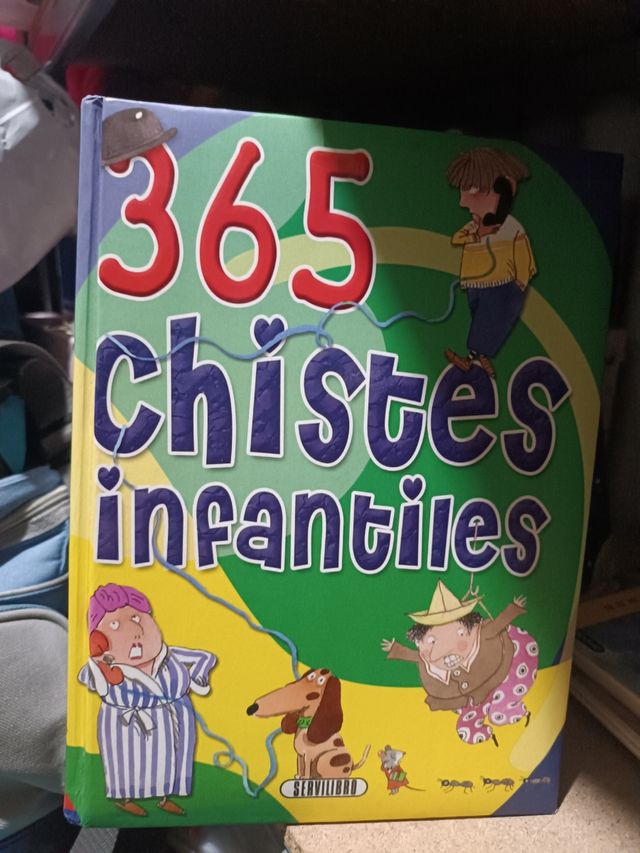 365
chistes
infantiles
SERVILIBRO